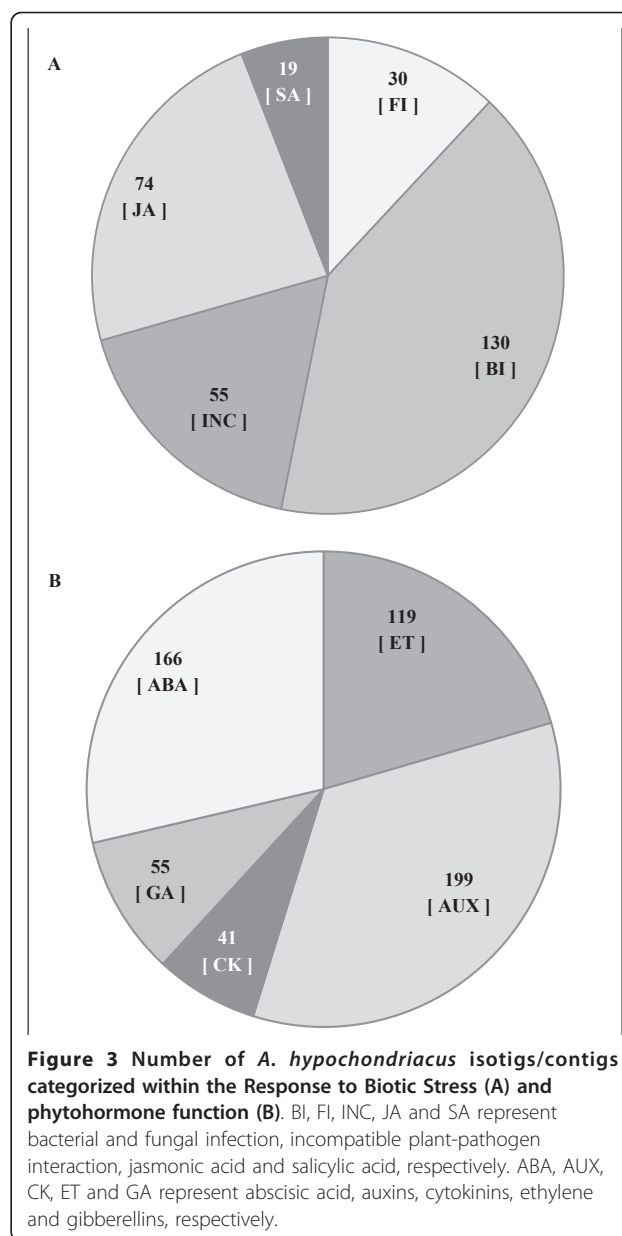 A
19
[ SA ]
30
[ FI ]
74
[ JA ]
130
[ BI ]
55
[ INC ]
B
119
[ ET ]
166
[ ABA ]
55
[ GA ]
199
[ AUX ]
41
[ CK ]
Figure 3 Number of A. hypochondriacus isotigs/contigs
categorized within the Response to Biotic Stress (A) and
phytohormone function (B). BI, FI, INC, JA and SA represent
bacterial and fungal infection, incompatible plant-pathogen
interaction, jasmonic acid and salicylic acid, respectively. ABA, AUX,
CK, ET and GA represent abscisic acid, auxins, cytokinins, ethylene
and gibberellins, respectively.